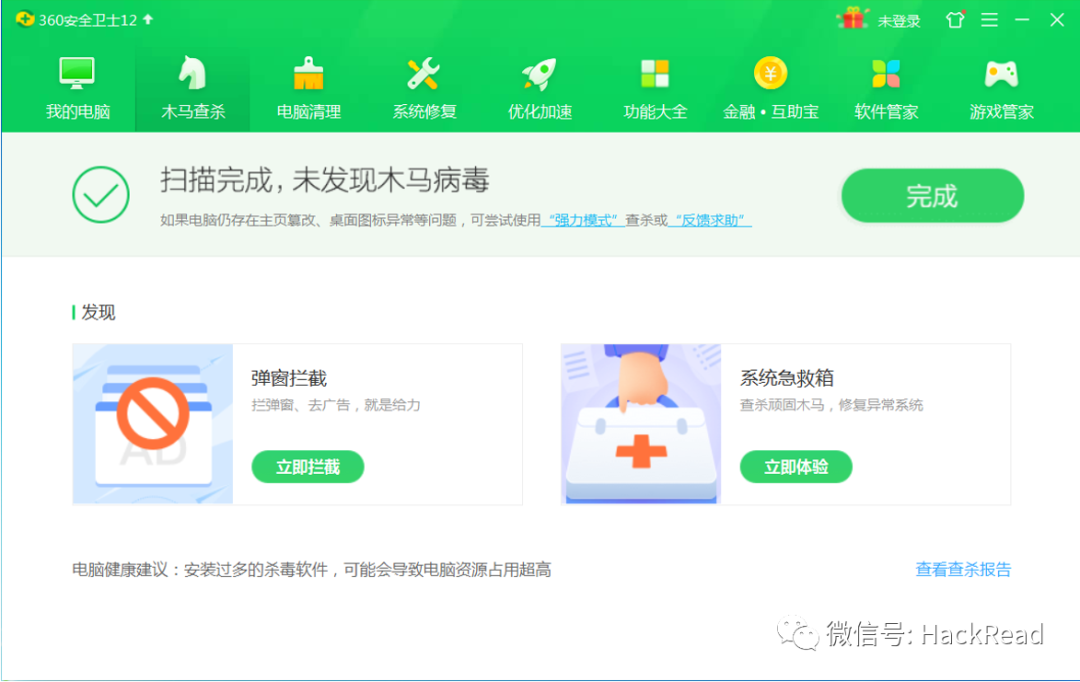 360安全卫士12
未登录
我的电脑 木马查杀 电脑清理 系统修复 优化加速 功能大全 金融•互助宝 软件管家 游戏管家
扫描完成, 未发现木马病毒
如果电脑仍存在主页篡改、桌面图标异常等问题，可尝试使用“强力模式”查杀或“反馈求助”
完成
发现
AD
弹窗拦截
拦弹窗、去广告，就是给力
立即拦截
系统急救箱
查杀顽固木马，修复异常系统
立即体验
电脑健康建议：安装过多的杀毒软件，可能会导致电脑资源占用超高
查看查杀报告
微信号: HackRead